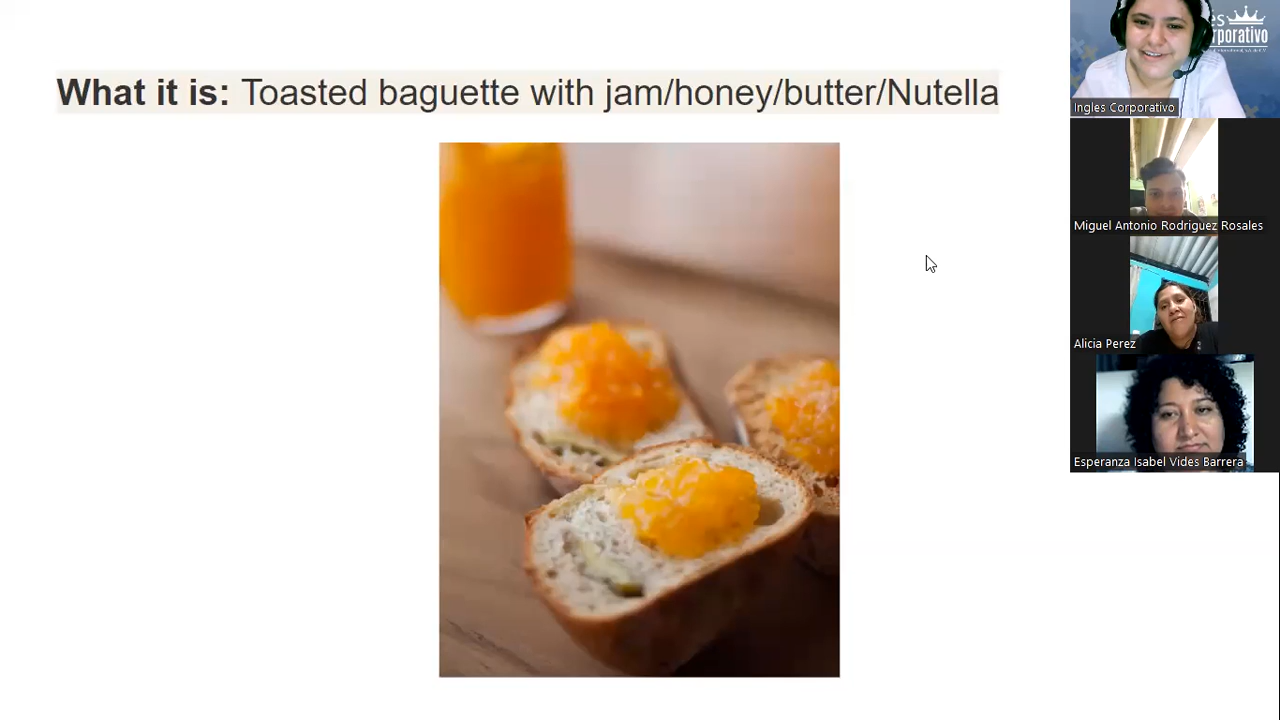 What it is: Toasted baguette with jam/honey/butter/Nutella
Ingles Corporativo
Miguel Antonio Rodriguez Rosales
Alicia Perez
Esperanza Isabel Vides Barrera